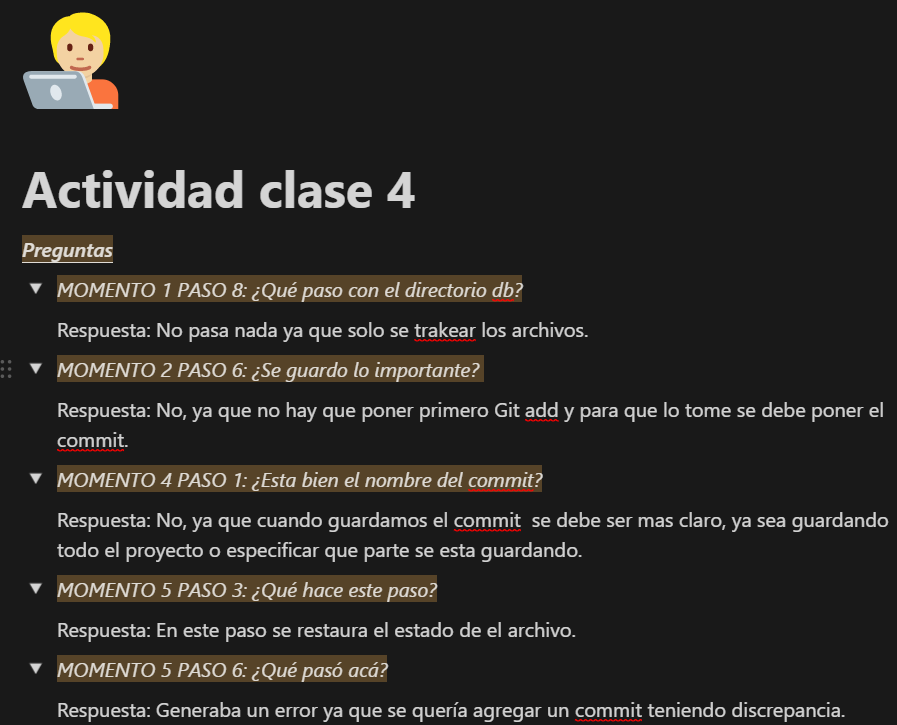 Actividad clase 4
Preguntas
MOMENTO 1 PASO 8: ¿Qué paso con el directorio db?
Respuesta: No pasa nada ya que solo se trakear los archivos.
MOMENTO 2 PASO 6: ¿Se guardo lo importante?
Respuesta: No, ya que no hay que poner primero Git add y para que lo tome se debe poner el
commit.
MOMENTO 4 PASO 1: ¿Esta bien el nombre del commit?
Respuesta: No, ya que cuando guardamos el commit  se debe ser mas claro, ya sea guardando
todo el proyecto o especificar que parte se esta guardando.
MOMENTO 5 PASO 3: ¿Qué hace este paso?
Respuesta: En este paso se restaura el estado de el archivo.
MOMENTO 5 PASO 6: ¿Qué pasó acá?
Respuesta: Generaba un error ya que se quería agregar un commit teniendo discrepancia.